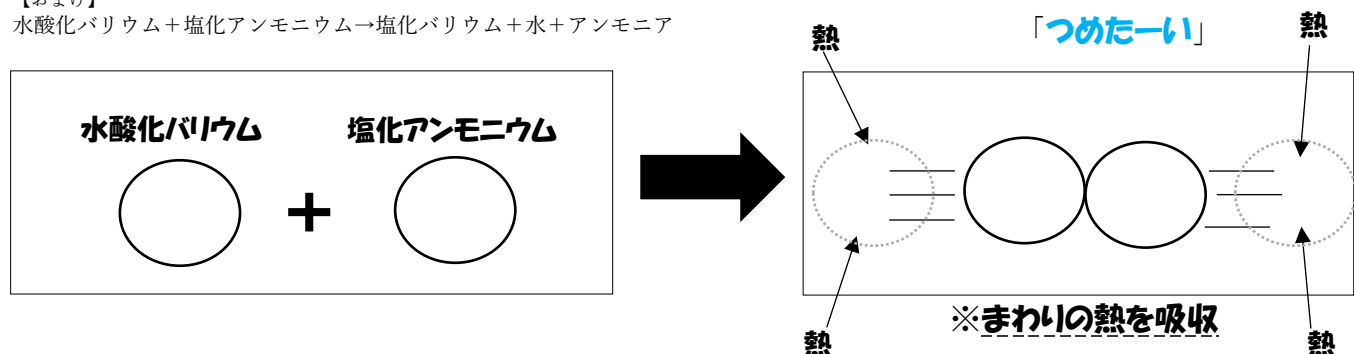 【おまけ】
水酸化バリウム＋塩化アンモニウム→塩化バリウム＋水＋アンモニア
熱
「つめたーい」
熱
水酸化バリウム
塩化アンモニウム
＋
※まわりの熱を吸収
熱
熱